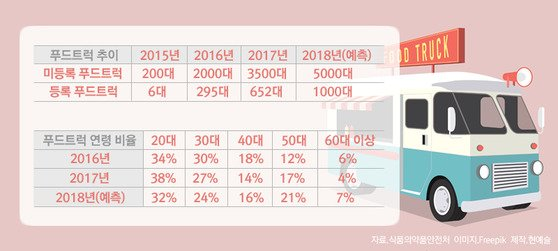 푸드트럭 추이 2015년 2016년 2017년 2018년(예측)
미등록 푸드트럭 200대 2000대 3500대 5000대
등록 푸드트럭 6대 295대 652대 1000대
푸드트럭 연령 비율 20대 30대 40대 50대 60대 이상
2016년 34% 30% 18% 12% 6%
2017년 38% 27% 14% 17% 4%
2018년(예측) 32% 24% 16% 21% 7%
OOD TRUCK
자료,식품의약품안전처 이미지,Freepik 제작,현예슬